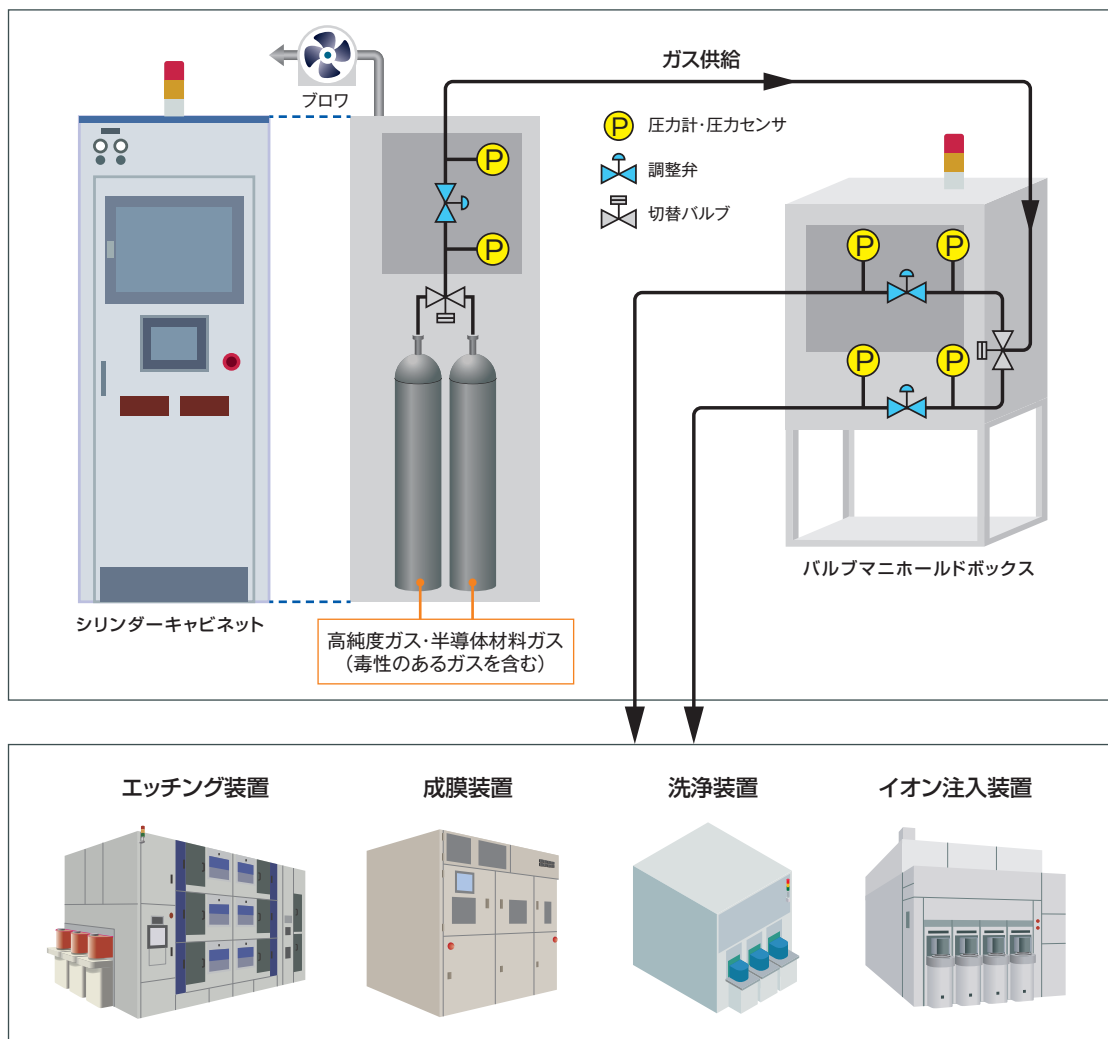 ガス供給
ブロワ
P 圧力計・圧力センサ
調整弁
切替バルブ
P
P
P
P
P
P
バルブマニホールドボックス
シリンダーキャビネット
高純度ガス・半導体材料ガス
（毒性のあるガスを含む）
エッチング装置
成膜装置
洗浄装置
イオン注入装置